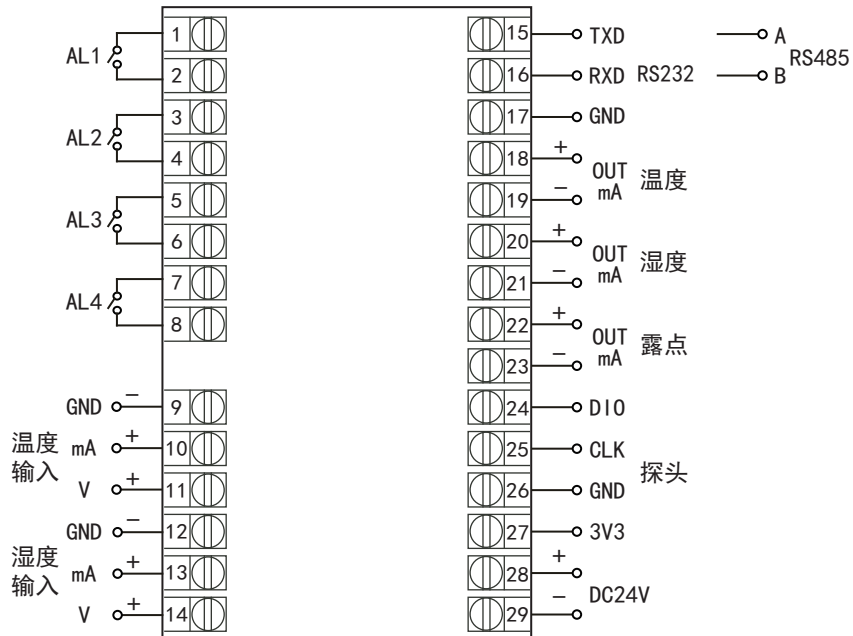 AL1
1
2
AL2
3
4
AL3
5
6
AL4
7
8
温度
输入
GND − 9
mA + 10
V + 11
湿度
输入
GND − 12
mA + 13
V + 14
15 TXD A
16 RXD RS232 B
RS485
17 GND
18 +
OUT 温度
mA
19 −
20 +
OUT 湿度
mA
21 −
22 +
OUT 露点
mA
23 −
24 DIO
25 CLK
探头
26 GND
27 3V3
28 +
DC24V
29 −